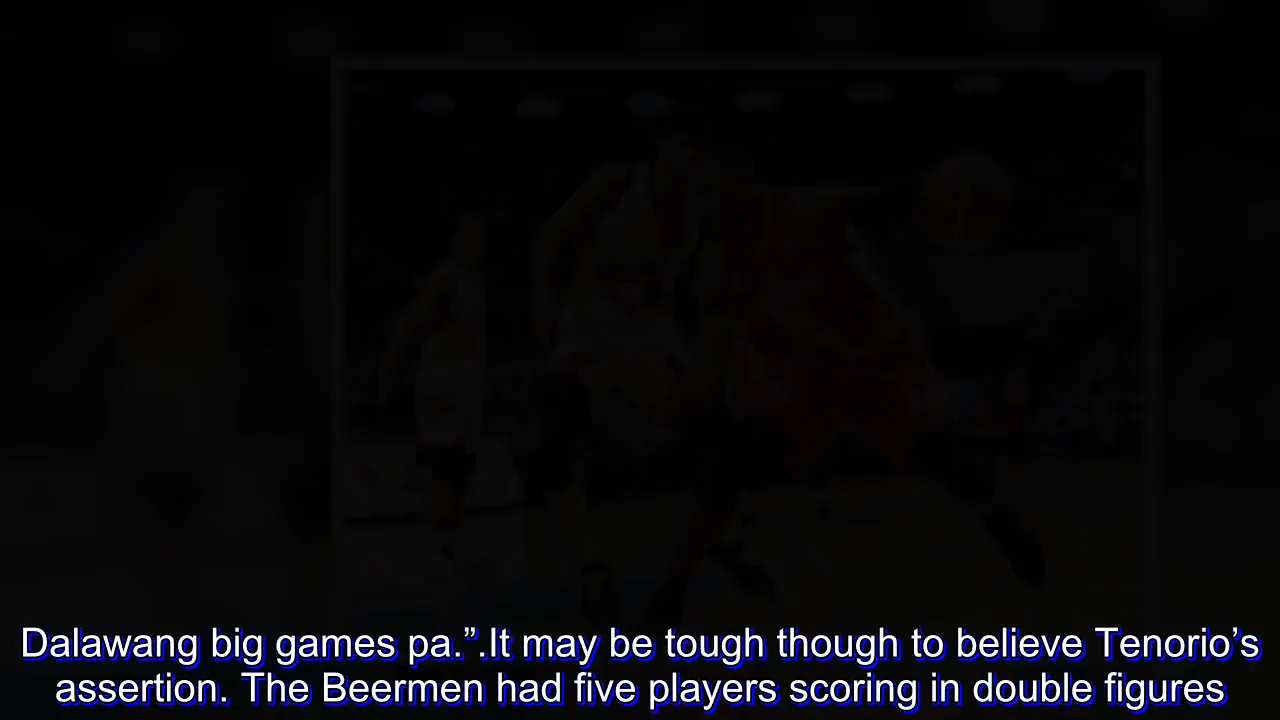 Dalawang big games pa.”.It may be tough though to believe Tenorio’s
assertion. The Beermen had five players scoring in double figures